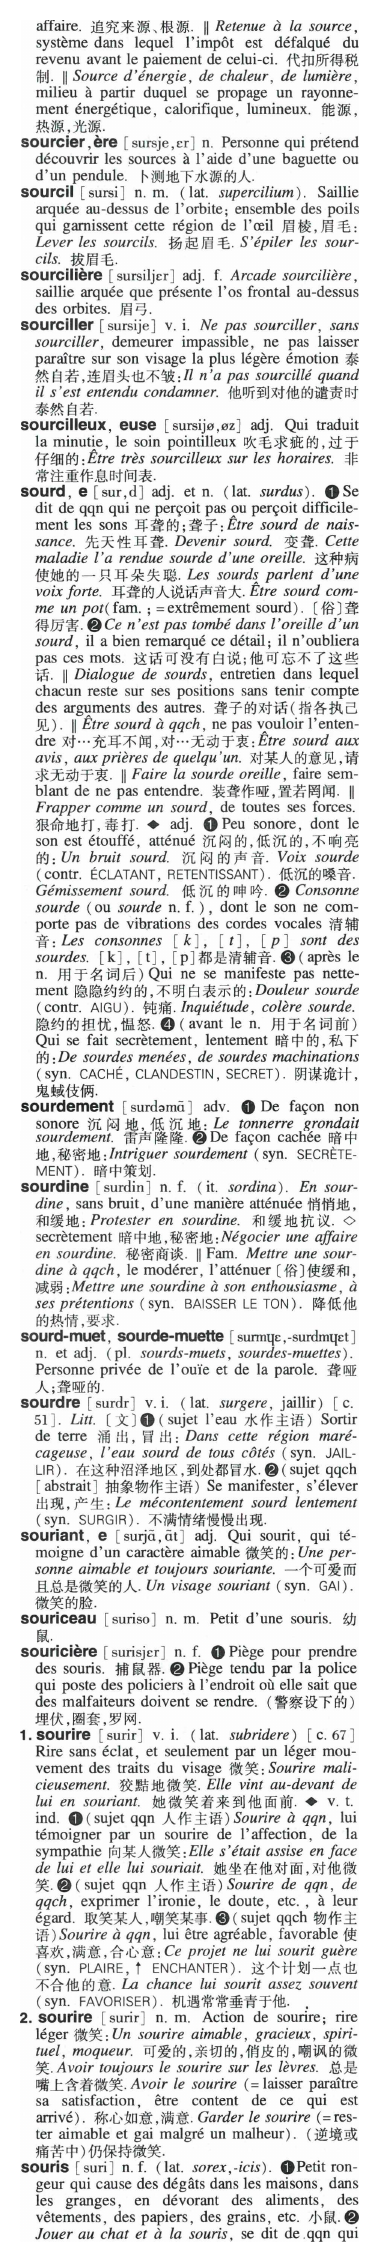 affaire. 追究来源、根源. ‖ Retenue à la source,
système dans lequel l'impôt est défalqué du
revenu avant le paiement de celui-ci. 代扣所得税
制. ‖ Source d'énergie, de chaleur, de lumière,
milieu à partir duquel se propage un rayonne-
ment énergétique, calorifique, lumineux. 能源,
热源,光源.
sourcier,ère [sursje,ɛr] n. Personne qui prétend
découvrir les sources à l'aide d'une baguette ou
d'un pendule. 卜测地下水源的人.
sourcil [sursi] n. m. (lat. supercilium). Saillie
arquée au-dessus de l'orbite; ensemble des poils
qui garnissent cette région de l'œil 眉棱,眉毛:
Lever les sourcils. 扬起眉毛. S'épiler les sour-
cils. 拔眉毛.
sourcilière [sursiljɛr] adj. f. Arcade sourcilière,
saillie arquée que présente l'os frontal au-dessus
des orbites. 眉弓.
sourciller [sursije] v. i. Ne pas sourciller, sans
sourciller, demeurer impassible, ne pas laisser
paraître sur son visage la plus légère émotion 泰
然自若,连眉头也不皱:Il n'a pas sourcillé quand
il s'est entendu condamner. 他听到对他的谴责时
泰然自若.
sourcilleux, euse [sursijø,øz] adj. Qui traduit
la minutie, le soin pointilleux 吹毛求疵的,过于
仔细的:Être très sourcilleux sur les horaires. 非
常注重作息时间表.
sourd, e [sur,d] adj. et n. (lat. surdus). ❶Se
dit de qqn qui ne perçoit pas ou perçoit difficile-
ment les sons 耳聋的;聋子:Être sourd de nais-
sance. 先天性耳聋. Devenir sourd. 变聋. Cette
maladie l'a rendue sourde d'une oreille. 这种病
使她的一只耳朵失聪. Les sourds parlent d'une
voix forte. 耳聋的人说话声音大. Être sourd com-
me un pot(fam. ; =extrêmement sourd). 〔俗〕聋
得厉害. ❷Ce n'est pas tombé dans l'oreille d'un
sourd, il a bien remarqué ce détail; il n'oubliera
pas ces mots. 这话可没有白说;他可忘不了这些
话. ‖ Dialogue de sourds, entretien dans lequel
chacun reste sur ses positions sans tenir compte
des arguments des autres. 聋子的对话(指各执己
见). ‖ Être sourd à qqch, ne pas vouloir l'enten-
dre 对…充耳不闻,对…无动于衷:Être sourd aux
avis, aux prières de quelqu'un. 对某人的意见,请
求无动于衷. ‖ Faire la sourde oreille, faire sem-
blant de ne pas entendre. 装聋作哑,置若罔闻. ‖
Frapper comme un sourd, de toutes ses forces.
狠命地打,毒打. ◆ adj. ❶ Peu sonore, dont le
son est étouffé, atténué 沉闷的,低沉的,不响亮
的:Un bruit sourd. 沉闷的声音. Voix sourde
(contr. ÉCLATANT, RETENTISSANT). 低沉的嗓音.
Gémissement sourd. 低沉的呻吟. ❷ Consonne
sourde (ou sourde n. f. ), dont le son ne com-
porte pas de vibrations des cordes vocales 清辅
音: Les consonnes [k], [t], [p] sont des
sourdes. [k], [t], [p]都是清辅音. ❸(après le
n. 用于名词后)Qui ne se manifeste pas nette-
ment 隐隐约约的,不明白表示的:Douleur sourde
(contr. AIGU). 钝痛. Inquiétude, colère sourde.
隐约的担忧,愠怒. ❹(avant le n. 用于名词前)
Qui se fait secrètement, lentement 暗中的,私下
的:De sourdes menées, de sourdes machinations
(syn. CACHÉ, CLANDESTIN, SECRET). 阴谋诡计,
鬼蜮伎俩.
sourdement [surdəmã] adv. ❶ De façon non
sonore 沉闷地,低沉地: Le tonnerre grondait
sourdement. 雷声隆隆. ❷De façon cachée 暗中
地,秘密地:Intriguer sourdement (syn. SECRÈTE-
MENT). 暗中策划.
sourdine [surdin] n. f. (it. sordina). En sour-
dine, sans bruit, d'une manière atténuée 悄悄地,
和缓地: Protester en sourdine. 和缓地抗议. ◇
secrètement 暗中地,秘密地:Négocier une affaire
en sourdine. 秘密商谈. ‖ Fam. Mettre une sour-
dine à qqch, le modérer, l'atténuer〔俗〕使缓和,
减弱:Mettre une sourdine à son enthousiasme, à
ses prétentions (syn. BAISSER LE TON). 降低他
的热情,要求.
sourd-muet, sourde-muette [surmɥɛ,-surdmɥɛt]
n. et adj. (pl. sourds-muets, sourdes-muettes).
Personne privée de l'ouïe et de la parole. 聋哑
人;聋哑的.
sourdre [surdr] v. i. (lat. surgere, jaillir) [c.
51]. Litt. 〔文〕❶(sujet l'eau 水作主语) Sortir
de terre 涌出,冒出: Dans cette région maré-
cageuse, l'eau sourd de tous côtés (syn. JAIL-
LIR). 在这种沼泽地区,到处都冒水. ❷(sujet qqch
[abstrait] 抽象物作主语) Se manifester, s'élever
出现,产生: Le mécontentement sourd lentement
(syn. SURGIR). 不满情绪慢慢出现.
souriant, e [surjã,ãt] adj. Qui sourit, qui té-
moigne d'un caractère aimable 微笑的:Une per-
sonne aimable et toujours souriante. 一个可爱而
且总是微笑的人. Un visage souriant (syn. GAI).
微笑的脸.
souriceau [suriso] n. m. Petit d'une souris. 幼
鼠.
souricière [surisjɛr] n. f. ❶ Piège pour prendre
des souris. 捕鼠器. ❷ Piège tendu par la police
qui poste des policiers à l'endroit où elle sait que
des malfaiteurs doivent se rendre. (警察设下的)
埋伏,圈套,罗网.
1. sourire [surir] v. i. (lat. subridere) [c. 67]
Rire sans éclat, et seulement par un léger mou-
vement des traits du visage 微笑:Sourire mali-
cieusement. 狡黠地微笑. Elle vint au-devant de
lui en souriant. 她微笑着来到他面前. ◆ v. t.
ind. ❶(sujet qqn 人作主语)Sourire à qqn, lui
témoigner par un sourire de l'affection, de la
sympathie 向某人微笑:Elle s'était assise en face
de lui et elle lui souriait. 她坐在他对面,对他微
笑. ❷(sujet qqn 人作主语) Sourire de qqn, de
qqch, exprimer l'ironie, le doute, etc. , à leur
égard. 取笑某人,嘲笑某事. ❸(sujet qqch 物作主
语)Sourire à qqn, lui être agréable, favorable 使
喜欢,满意,合心意: Ce projet ne lui sourit guère
(syn. PLAIRE, ↑ ENCHANTER). 这个计划一点也
不合他的意. La chance lui sourit assez souvent
(syn. FAVORISER). 机遇常常垂青于他.
2. sourire [surir] n. m. Action de sourire; rire
léger 微笑:Un sourire aimable, gracieux, spiri-
tuel, moqueur. 可爱的,亲切的,俏皮的,嘲讽的微
笑. Avoir toujours le sourire sur les lèvres. 总是
嘴上含着微笑. Avoir le sourire (=laisser paraître
sa satisfaction, être content de ce qui est
arrivé). 称心如意,满意. Garder le sourire (=res-
ter aimable et gai malgré un malheur). (逆境或
痛苦中)仍保持微笑.
souris [suri] n. f. (lat. sorex,-icis). ❶Petit ron-
geur qui cause des dégâts dans les maisons, dans
les granges, en dévorant des aliments, des
vêtements, des papiers, des grains, etc. 小鼠. ❷
Jouer au chat et à la souris, se dit de qqn qui